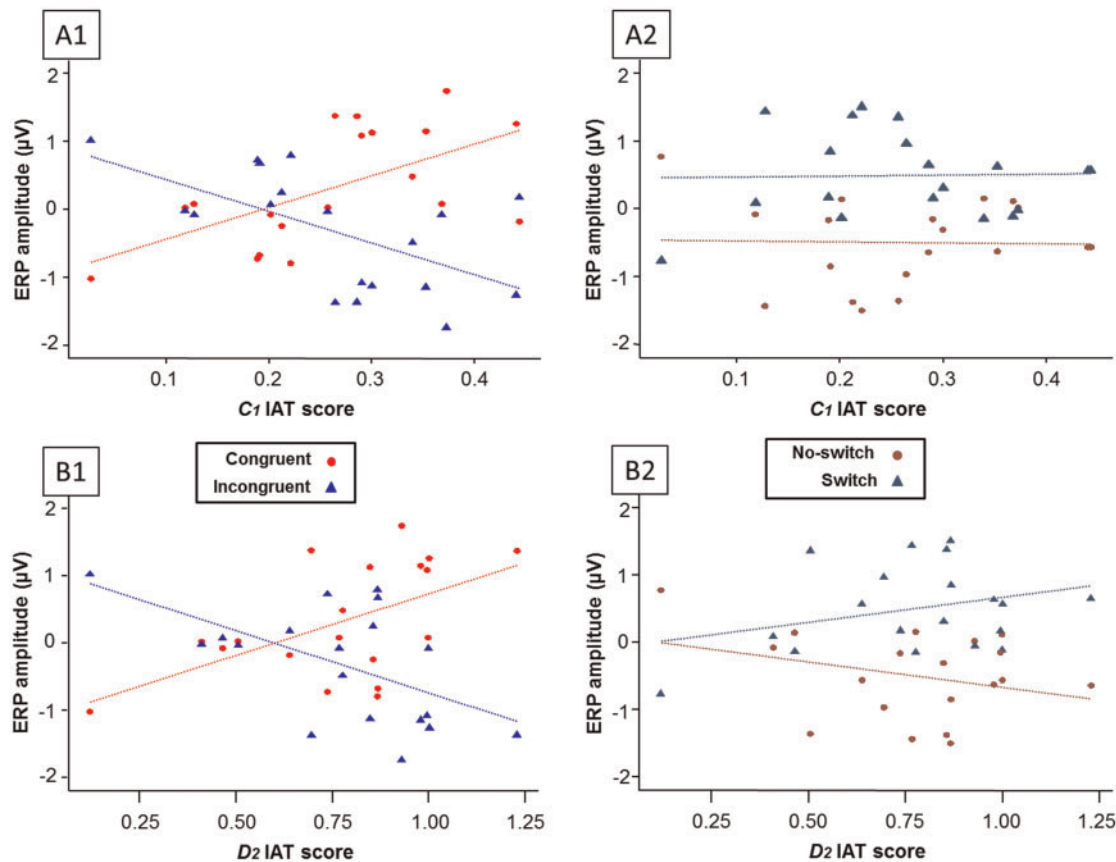 A1
A2
ERP amplitude (µV)
2
1
0
-1
-2
0.1 0.2 0.3 0.4
C1 IAT score
ERP amplitude (µV)
2
1
0
-1
-2
0.1 0.2 0.3 0.4
C1 IAT score
B1
Congruent
Incongruent
B2
No-switch
Switch
ERP amplitude (µV)
2
1
0
-1
-2
0.25 0.50 0.75 1.00 1.25
D2 IAT score
ERP amplitude (µV)
2
1
0
-1
-2
0.25 0.50 0.75 1.00 1.25
D2 IAT score